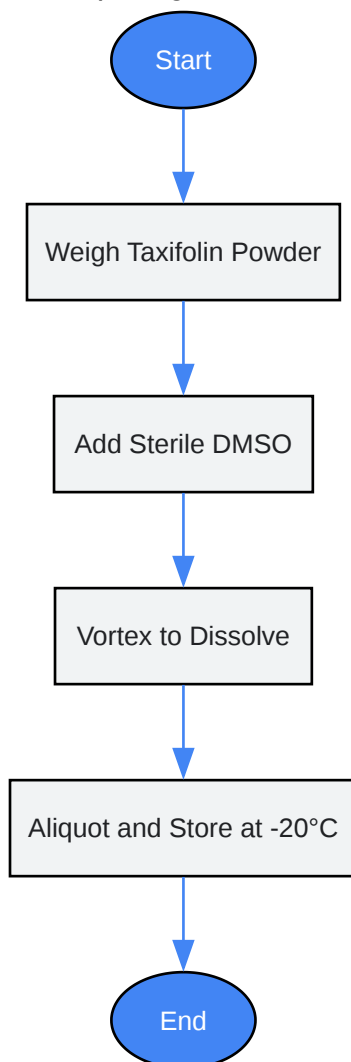 Start
Weigh Taxifolin Powder
Add Sterile DMSO
Vortex to Dissolve
Aliquot and Store at -20°C
End